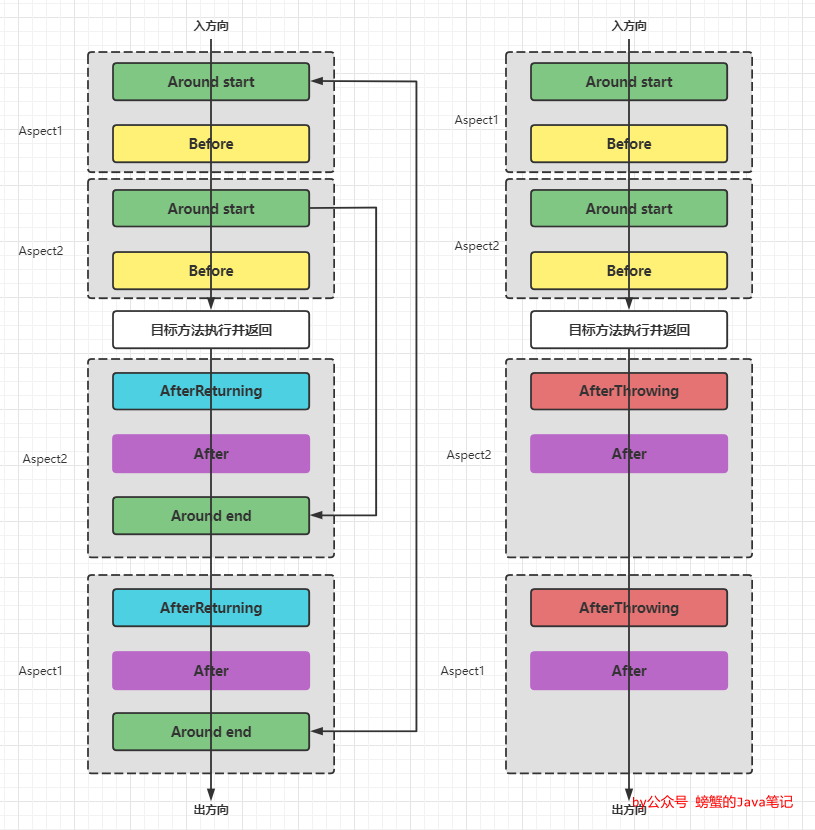 入方向
Around start
Aspect1
Before
Around start
Aspect2
Before
目标方法执行并返回
AfterReturning
After
Aspect2
Around end
AfterReturning
After
Aspect1
Around end
出方向
入方向
Around start
Aspect1
Before
Around start
Aspect2
Before
目标方法执行并返回
AfterThrowing
After
Aspect2
AfterThrowing
After
Aspect1
出方向
by公众号 螃蟹的Java笔记